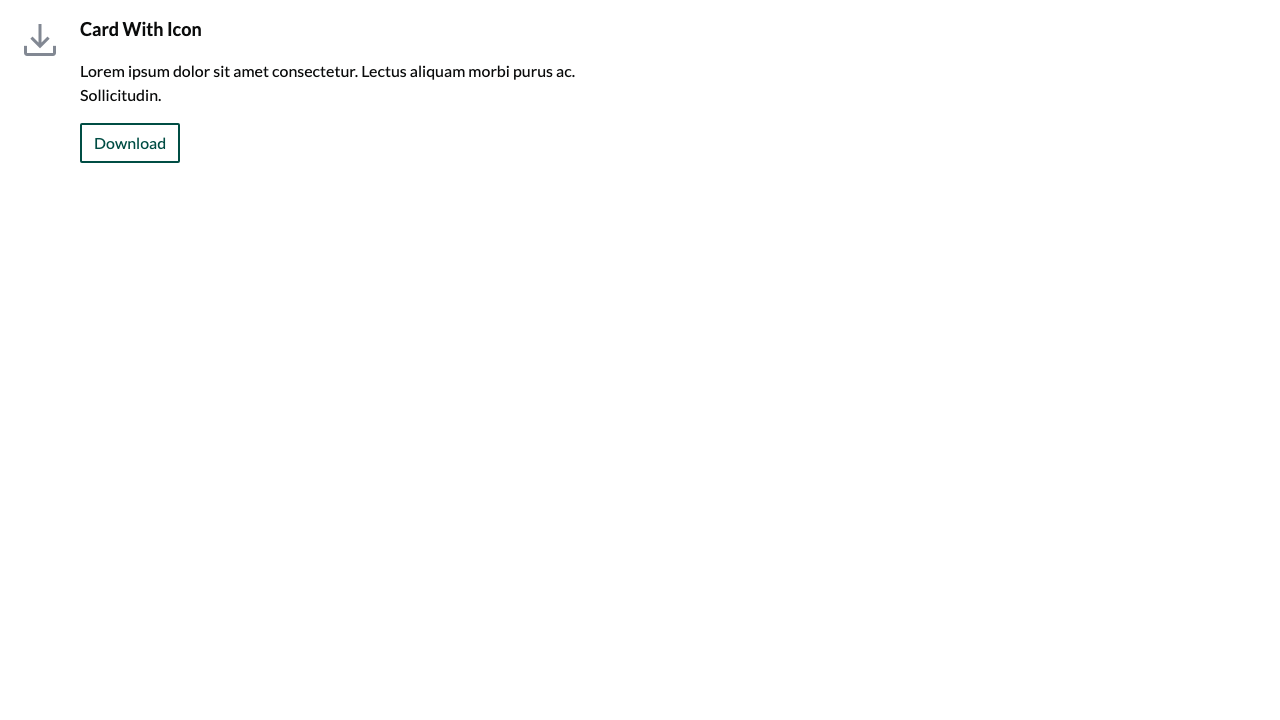 Card With Icon
Lorem ipsum dolor sit amet consectetur. Lectus aliquam morbi purus ac.
Sollicitudin.
Download